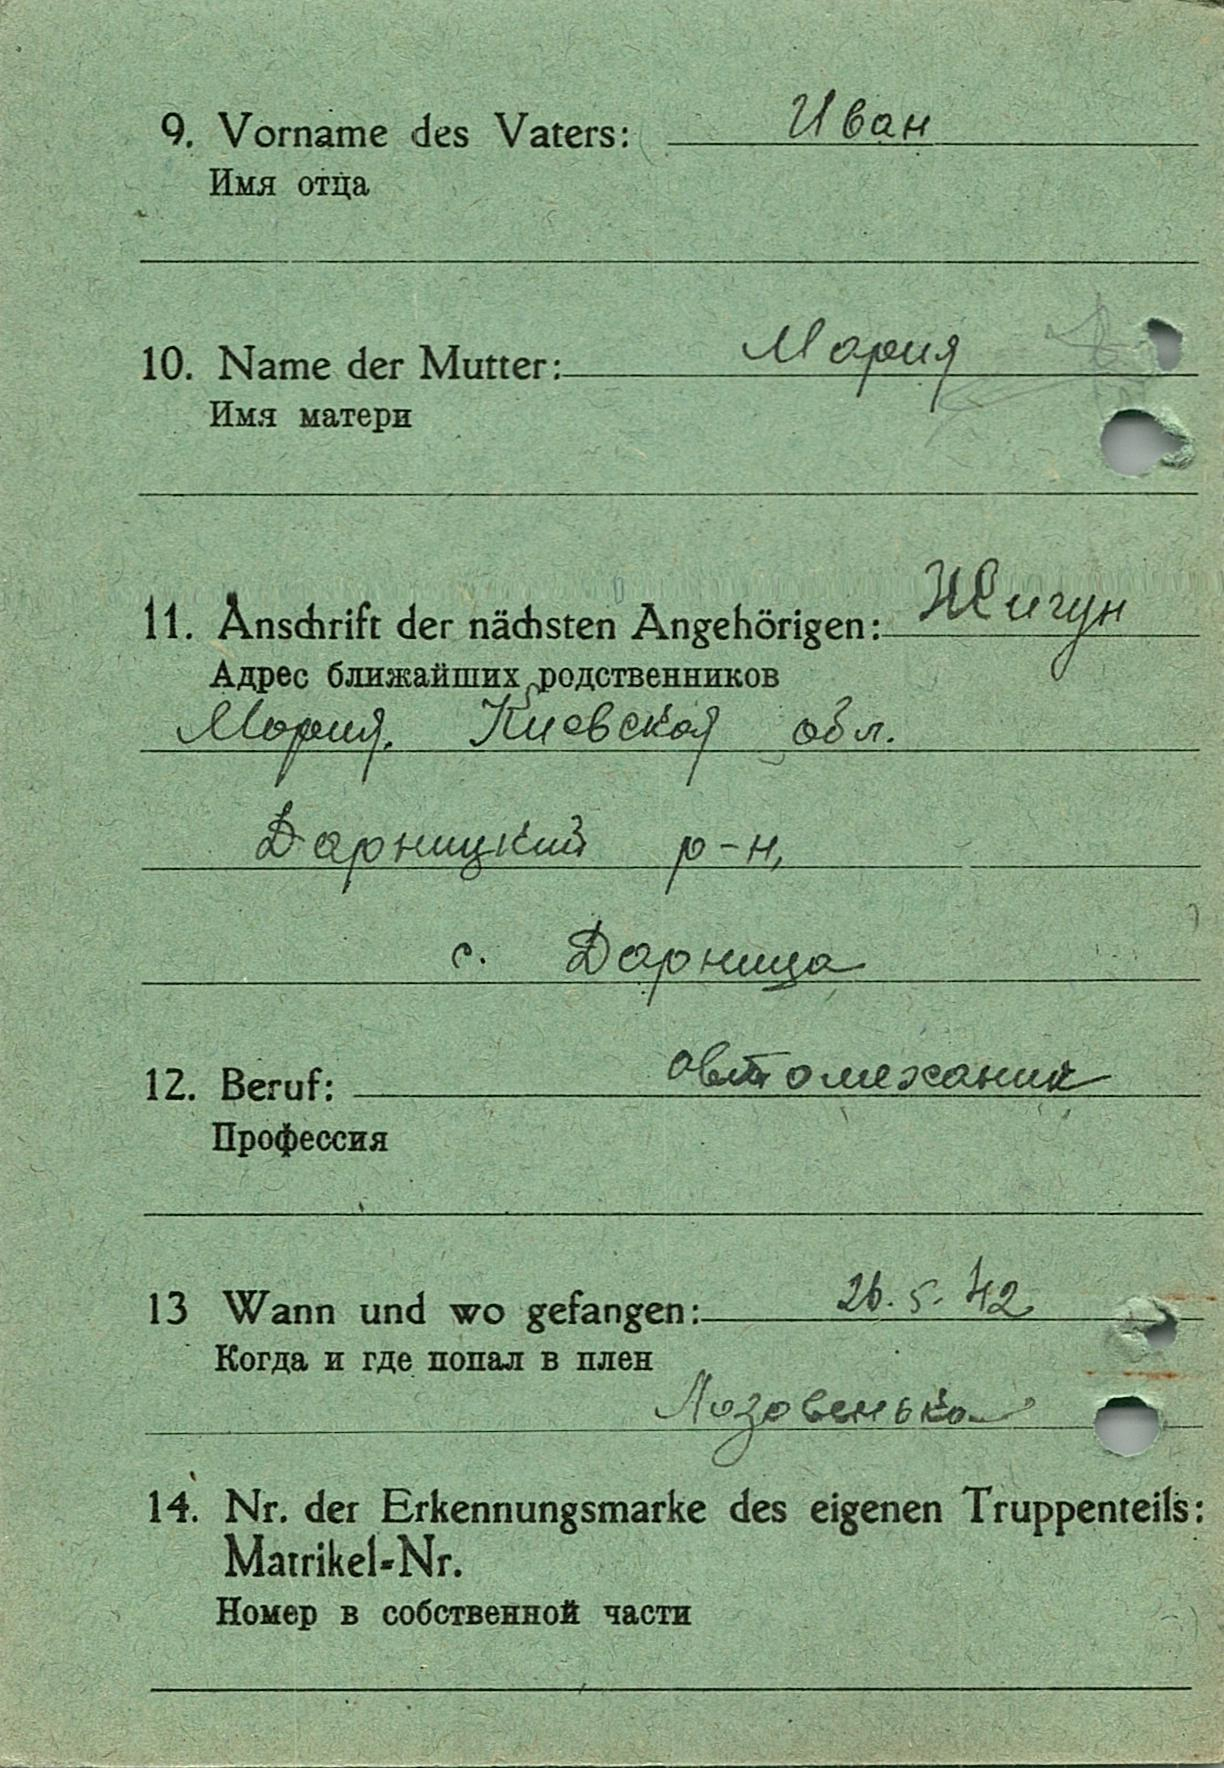 9. Vorname des Vaters: Иван
Имя отца
10. Name der Mutter: Мария
Имя матери
11. Anschrift der nächsten Angehörigen: Жигун
Адрес ближайших родственников
Мария. Киевская обл.
Дарницкий р-н,
с. Дарница
12. Beruf: автомеханик
Профессия
13 Wann und wo gefangen: 26.5.42
Когда и где попал в плен
Лозовенька
14. Nr. der Erkennungsmarke des eigenen Truppenteils:
Matrikel-Nr.
Номер в собственной части